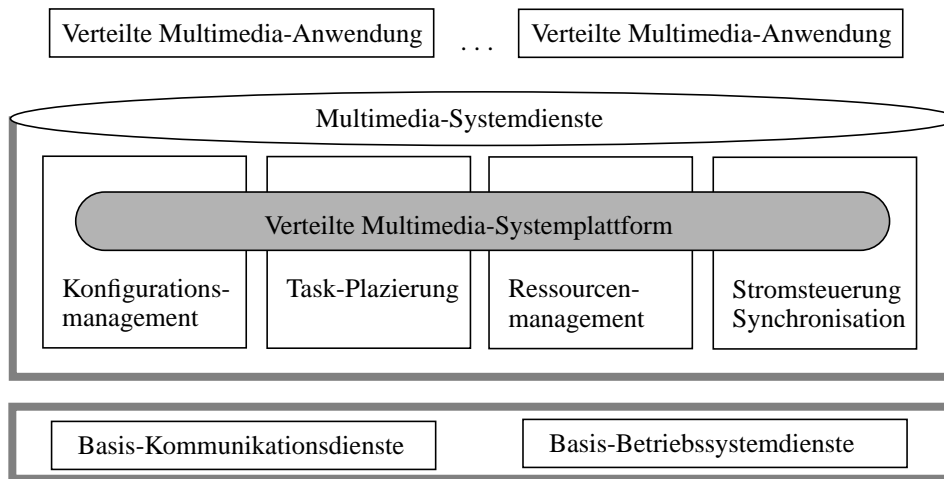 Verteilte Multimedia-Anwendung ... Verteilte Multimedia-Anwendung
Multimedia-Systemdienste
Verteilte Multimedia-Systemplattform
Konfigurations-
management
Task-Plazierung
Ressourcen-
management
Stromsteuerung
Synchronisation
Basis-Kommunikationsdienste
Basis-Betriebssystemdienste